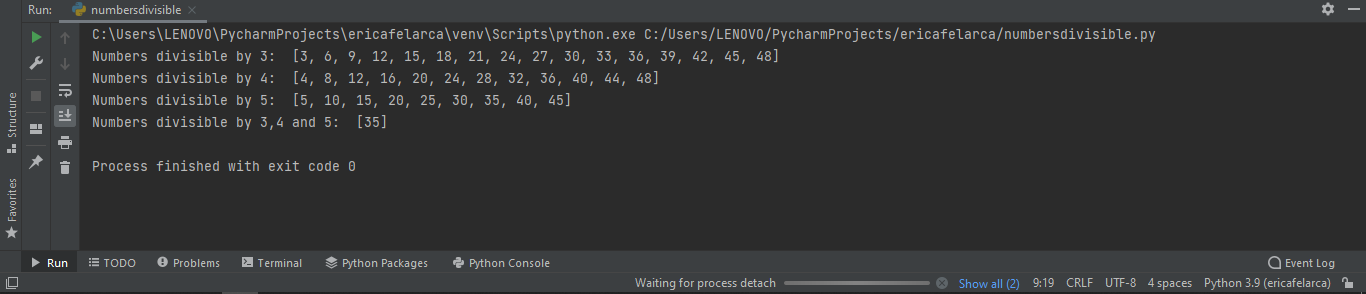 Run: numbersdivisible
C:\Users\LENOVO\PycharmProjects\ericafelarca\venv\Scripts\python.exe C:/Users/LENOVO/PycharmProjects/ericafelarca/numbersdivisible.py
Numbers divisible by 3:  [3, 6, 9, 12, 15, 18, 21, 24, 27, 30, 33, 36, 39, 42, 45, 48]
Numbers divisible by 4:  [4, 8, 12, 16, 20, 24, 28, 32, 36, 40, 44, 48]
Numbers divisible by 5:  [5, 10, 15, 20, 25, 30, 35, 40, 45]
Numbers divisible by 3,4 and 5:  [35]
Process finished with exit code 0
Structure
Favorites
Run TODO Problems Terminal Python Packages Python Console Event Log
Waiting for process detach Show all (2) 9:19 CRLF UTF-8 4 spaces Python 3.9 (ericafelarca)